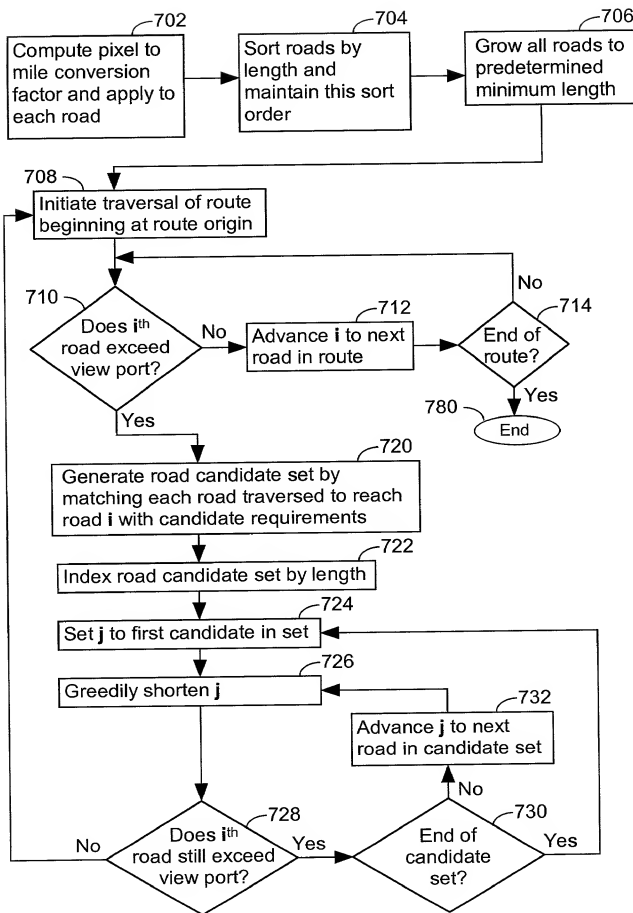 702
Compute pixel to
mile conversion
factor and apply to
each road
704
Sort roads by
length and
maintain this sort
order
706
Grow all roads to
predetermined
minimum length
708
Initiate traversal of route
beginning at route origin
710
Does ith
road exceed
view port?
No
Yes
712
Advance i to next
road in route
714
End of
route?
No
Yes
780
End
720
Generate road candidate set by
matching each road traversed to reach
road i with candidate requirements
722
Index road candidate set by length
724
Set j to first candidate in set
726
Greedily shorten j
732
Advance j to next
road in candidate set
728
Does ith
road still exceed
view port?
No
Yes
730
End of
candidate
set?
No
Yes